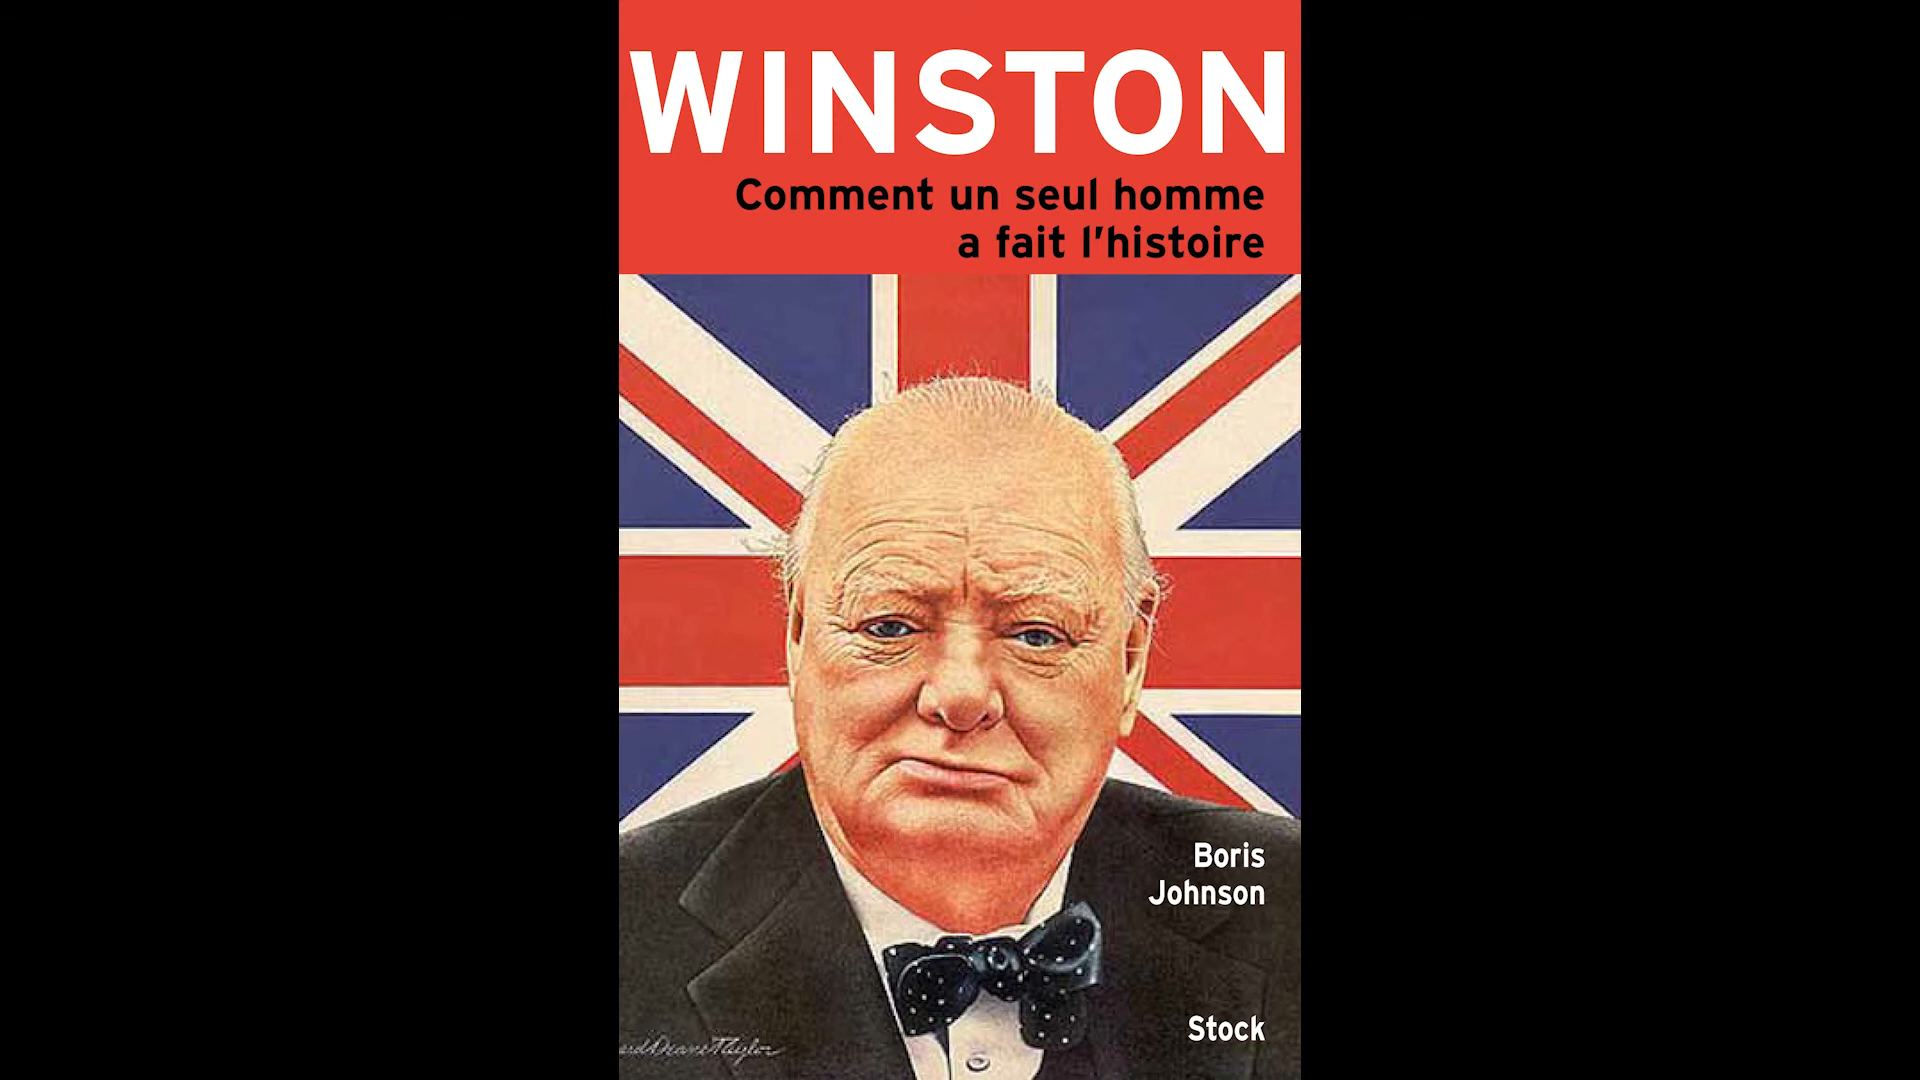 WINSTON
Comment un seul homme
a fait l'histoire
Boris
Johnson
Stock